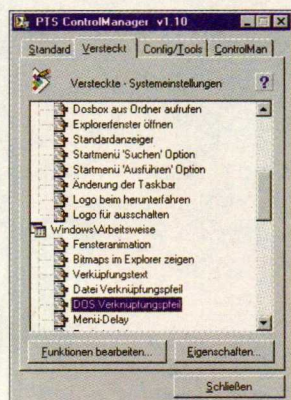 PTS ControlManager v1.10
Standard Versteckt Config/Tools ControlMan
Versteckte - Systemeinstellungen ?
Dosbox aus Ordner aufrufen
Explorerfenster öffnen
Standardanzeiger
Startmenü 'Suchen' Option
Startmenü 'Ausführen' Option
Änderung der Taskbar
Logo beim herunterfahren
Logo für ausschalten
Windows\Arbeitsweise
Fensteranimation
Bitmaps im Explorer zeigen
Verküpfungstext
Datei Verknüpfungspfeil
DOS Verknüpfungspfeil
Menü-Delay
Funktionen bearbeiten... Eigenschaften...
Schließen